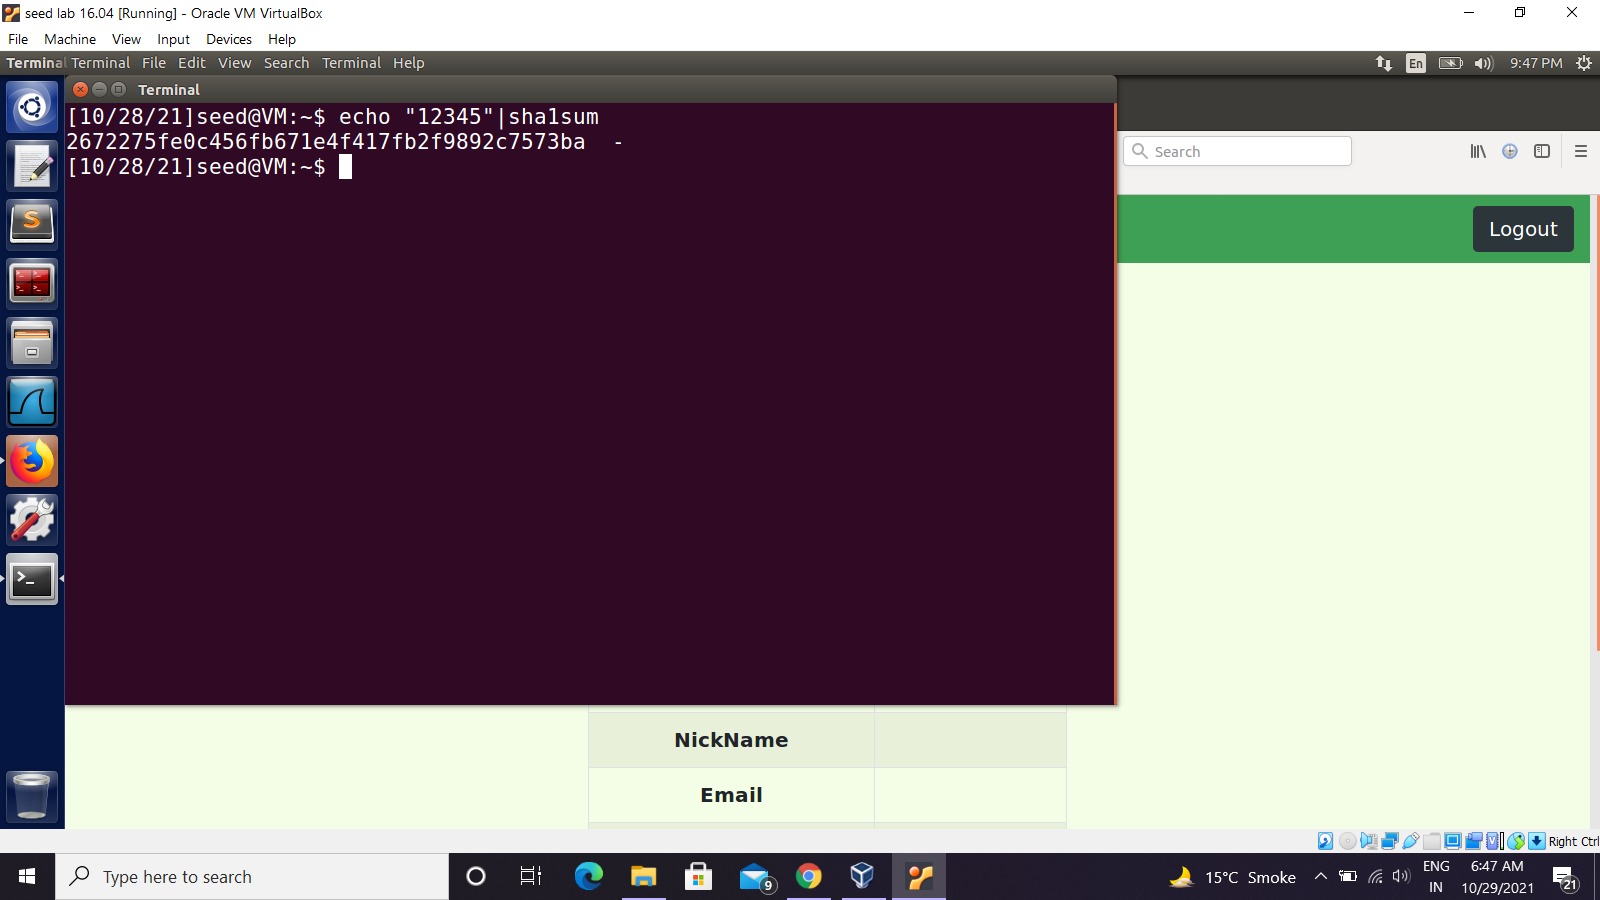 seed lab 16.04 [Running] - Oracle VM VirtualBox
File Machine View Input Devices Help
Terminal Terminal File Edit View Search Terminal Help
En 9:47 PM
Terminal
[10/28/21]seed@VM:~$ echo "12345"|sha1sum
2672275fe0c456fb671e4f417fb2f9892c7573ba  -
[10/28/21]seed@VM:~$
Search
Logout
NickName
Email
Right Ctrl
Type here to search
9
15°C Smoke
ENG
IN
6:47 AM
10/29/2021
21